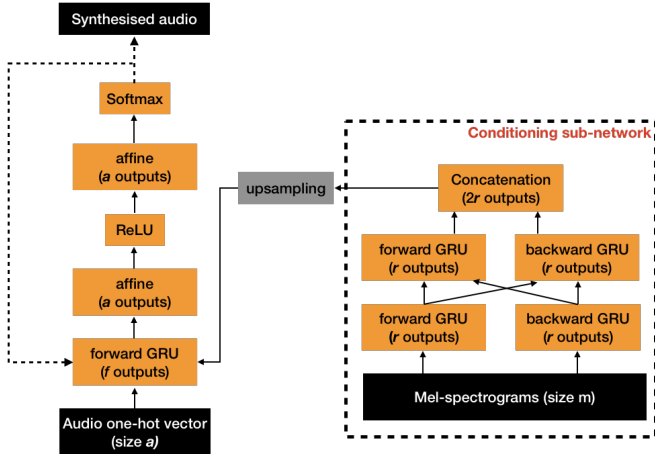 Synthesised audio
Softmax
affine
(a outputs)
ReLU
affine
(a outputs)
forward GRU
(f outputs)
Audio one-hot vector
(size a)
upsampling
Conditioning sub-network
Concatenation
(2r outputs)
forward GRU
(r outputs)
backward GRU
(r outputs)
forward GRU
(r outputs)
backward GRU
(r outputs)
Mel-spectrograms (size m)